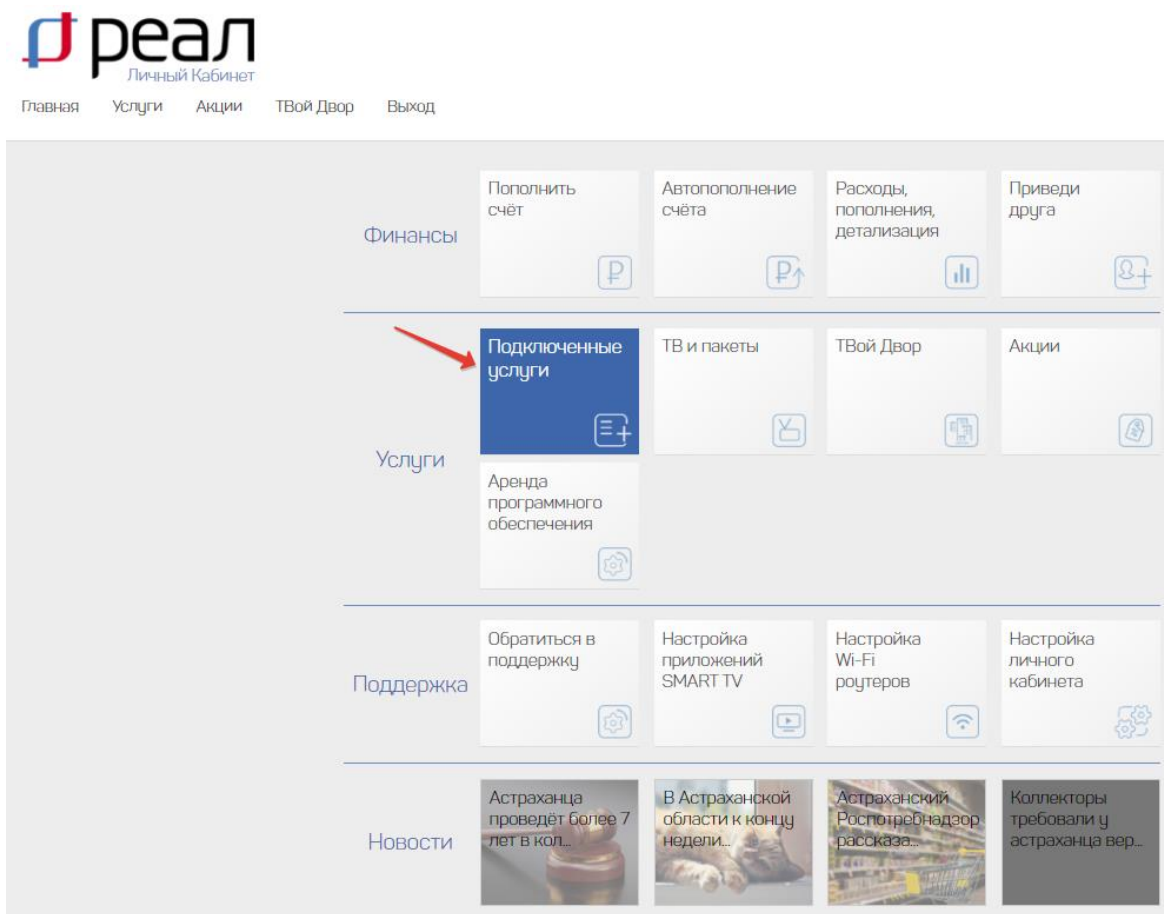 реал
Личный Кабинет
Главная Услуги Акции ТВой Двор Выход
Финансы
Пополнить
счёт
Автопополнение
счёта
Расходы,
пополнения,
детализация
Приведи
друга
Услуги
Подключенные
услуги
ТВ и пакеты
ТВой Двор
Акции
Аренда
программного
обеспечения
Поддержка
Обратиться в
поддержку
Настройка
приложений
SMART TV
Настройка
Wi-Fi
роутеров
Настройка
личного
кабинета
Новости
Астраханца
проведёт более 7
лет в кол...
В Астраханской
области к концу
недели...
Астраханский
Роспотребнадзор
рассказа...
Коллекторы
требовали у
астраханца вер...